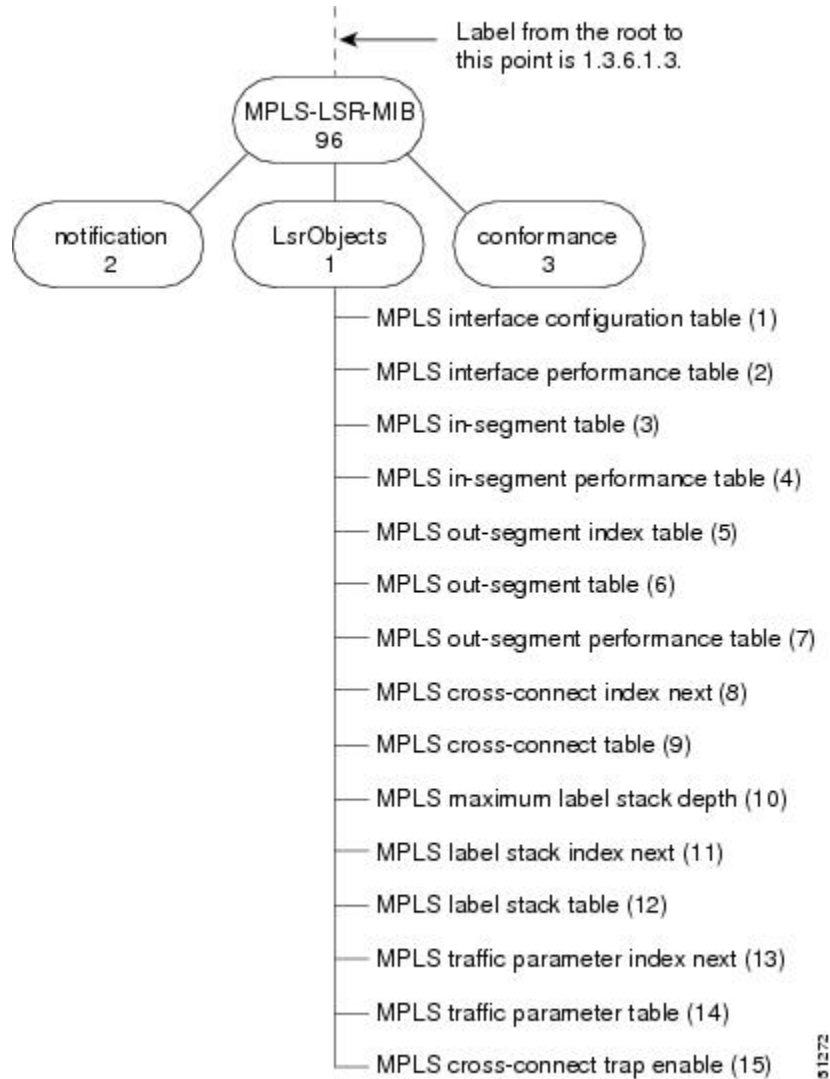 Label from the root to
this point is 1.3.6.1.3.
MPLS-LSR-MIB
96
notification
2
LsrObjects
1
conformance
3
MPLS interface configuration table (1)
MPLS interface performance table (2)
MPLS in-segment table (3)
MPLS in-segment performance table (4)
MPLS out-segment index table (5)
MPLS out-segment table (6)
MPLS out-segment performance table (7)
MPLS cross-connect index next (8)
MPLS cross-connect table (9)
MPLS maximum label stack depth (10)
MPLS label stack index next (11)
MPLS label stack table (12)
MPLS traffic parameter index next (13)
MPLS traffic parameter table (14)
MPLS cross-connect trap enable (15)
51272